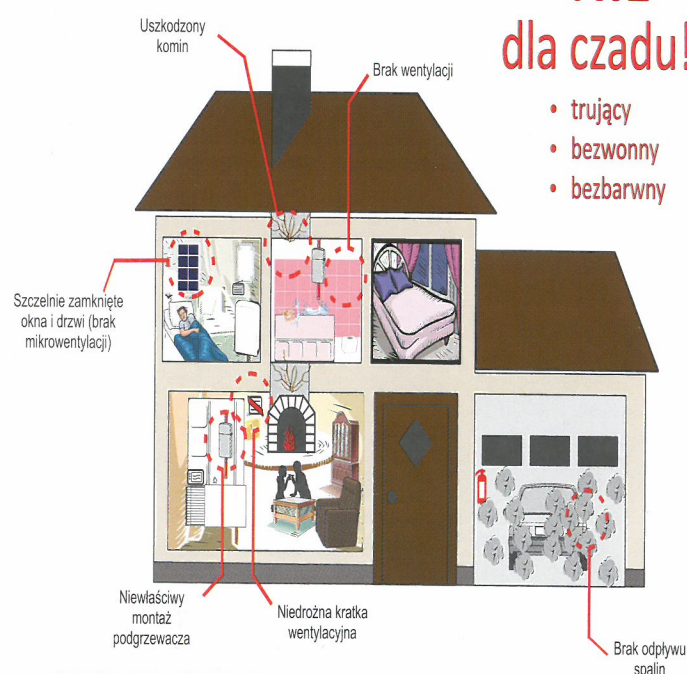 dla czadu!
• trujący
• bezwonny
• bezbarwny
Uszkodzony
komin
Brak wentylacji
Szczelnie zamknięte
okna i drzwi (brak
mikrowentylacji)
Niewłaściwy
montaż
podgrzewacza
Niedrożna kratka
wentylacyjna
Brak odpływu
spalin